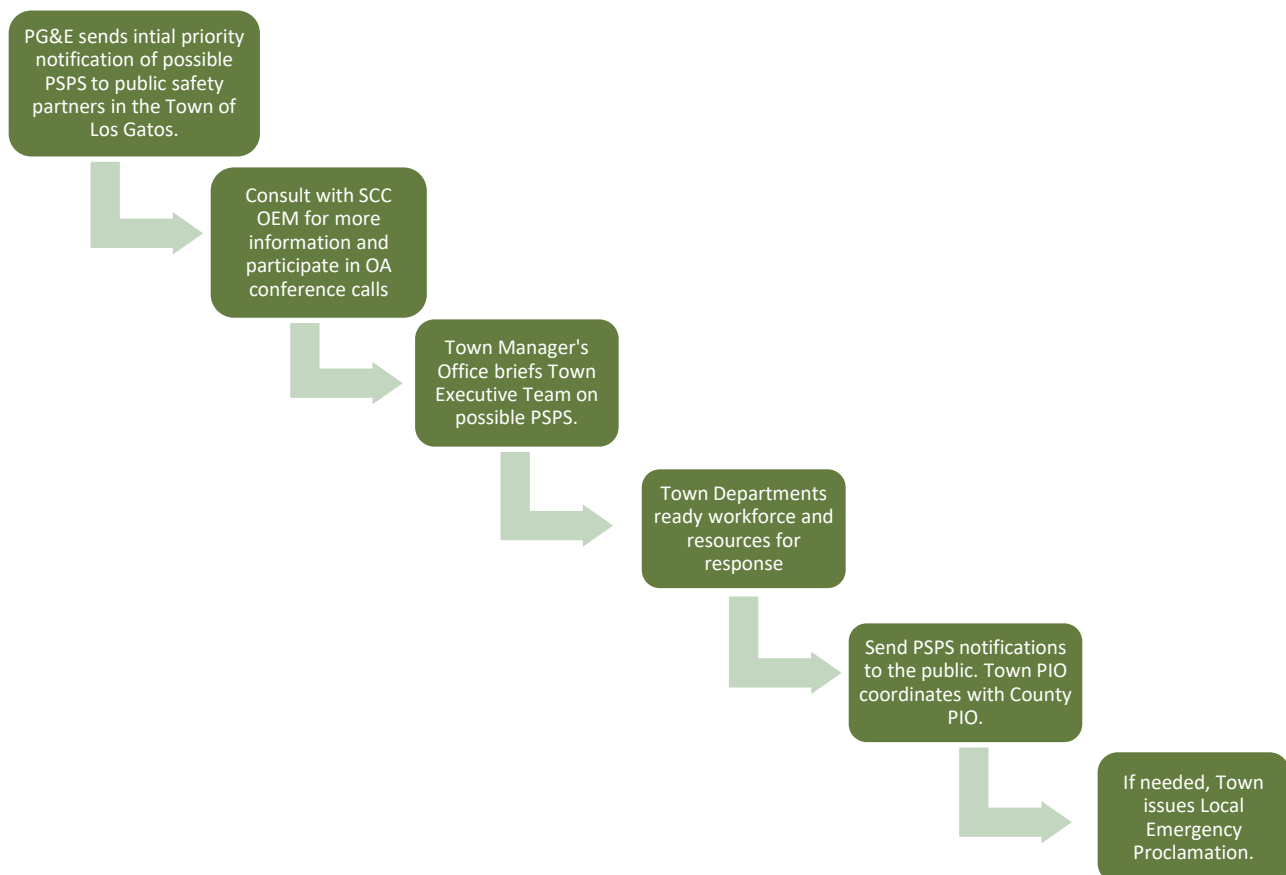 PG&E sends intial priority
notification of possible
PSPS to public safety
partners in the Town of
Los Gatos.
Consult with SCC
OEM for more
information and
participate in OA
conference calls
Town Manager's
Office briefs Town
Executive Team on
possible PSPS.
Town Departments
ready workforce and
resources for
response
Send PSPS notifications
to the public. Town PIO
coordinates with County
PIO.
If needed, Town
issues Local
Emergency
Proclamation.